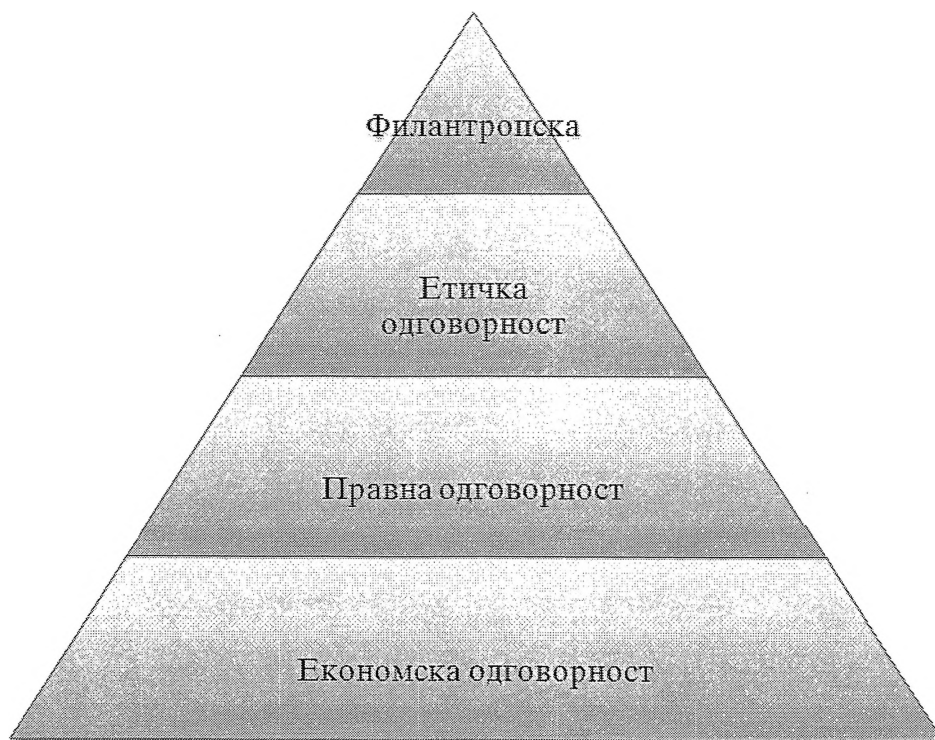 Филантропска
Етичка
одговорност
Правна одговорност
Економска одговорност